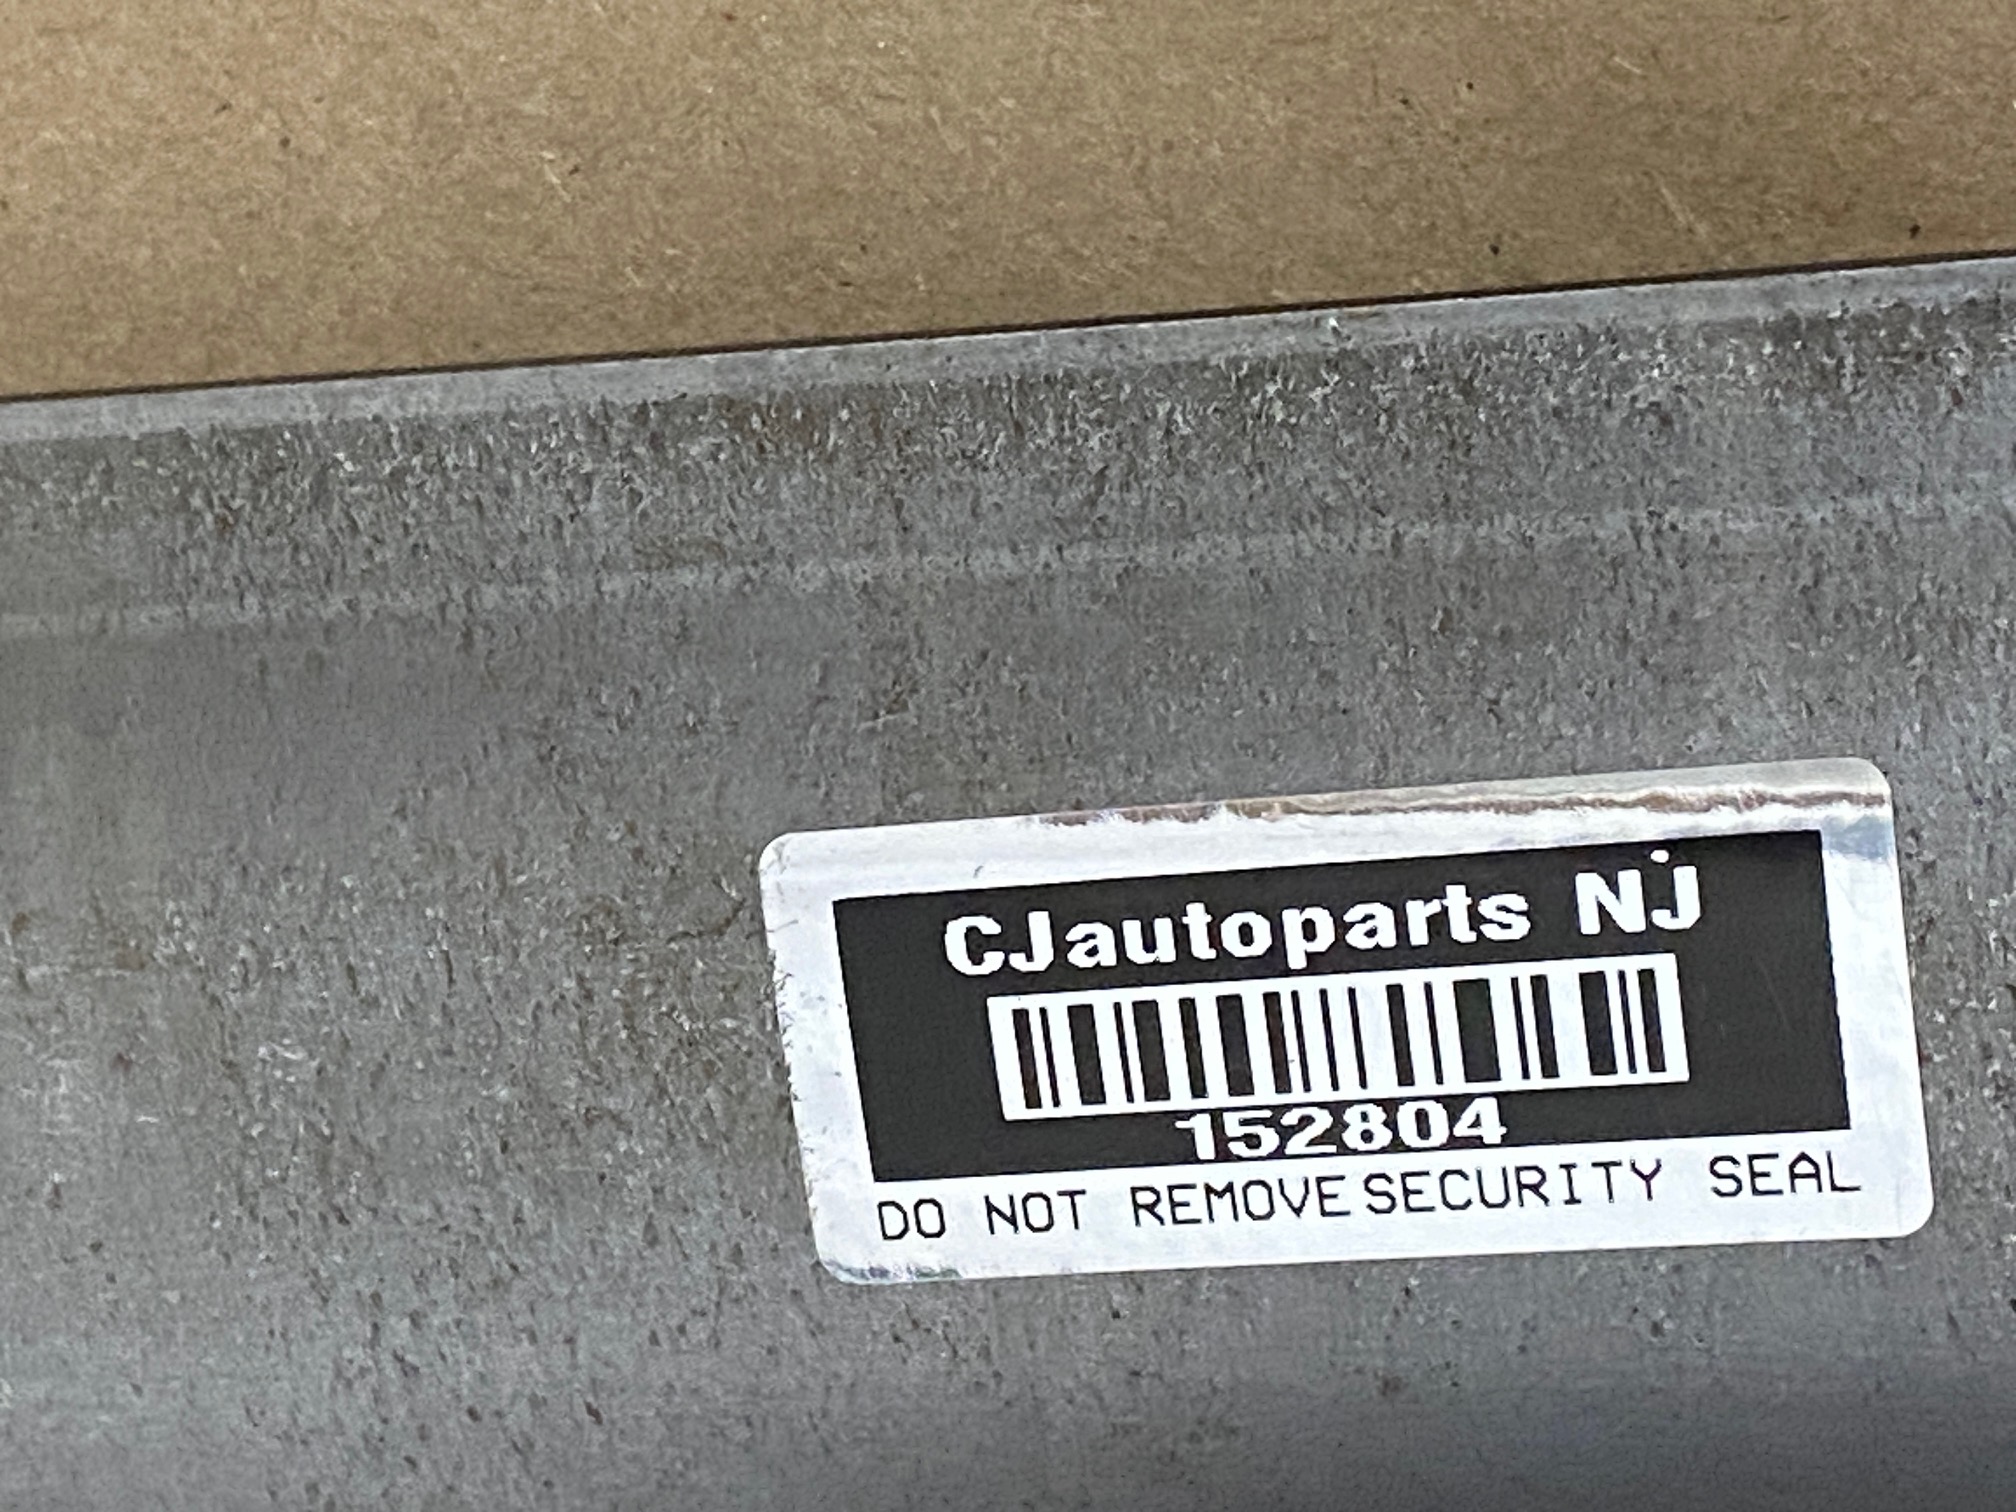 CJautoparts NJ
152804
DO NOT REMOVE SECURITY SEAL